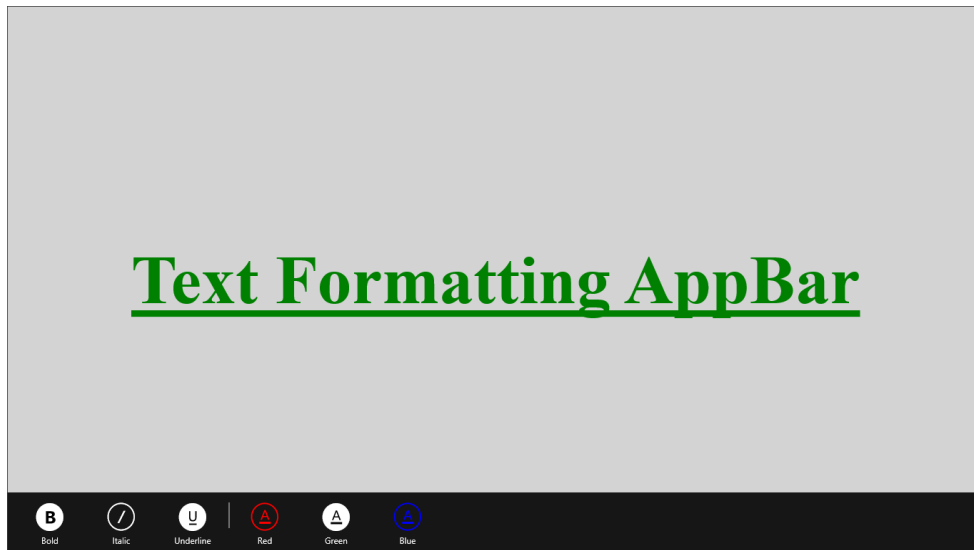 Text Formatting AppBar
B / U A A A
Bold Italic Underline Red Green Blue